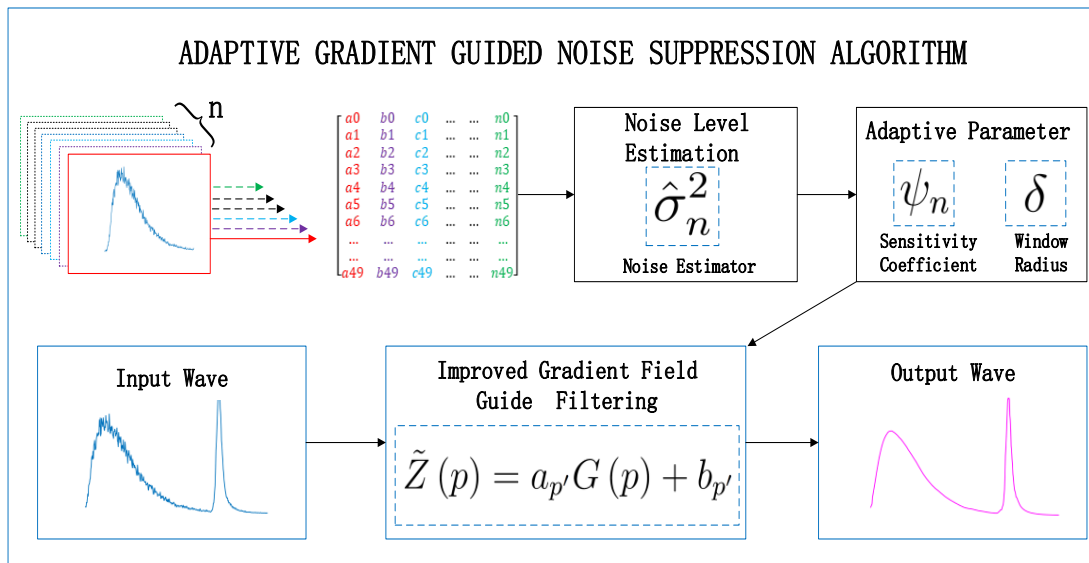 ADAPTIVE GRADIENT GUIDED NOISE SUPPRESSION ALGORITHM
n
a0 b0 c0 ... ... n0
a1 b1 c1 ... ... n1
a2 b2 c2 ... ... n2
a3 b3 c3 ... ... n3
a4 b4 c4 ... ... n4
a5 b5 c5 ... ... n5
a6 b6 c6 ... ... n6
... ... ... ... ... ...
... ... ... ... ... ...
a49 b49 c49 ... ... n49
Noise Level
Estimation
σ̂²ₙ
Noise Estimator
Adaptive Parameter
ψₙ
Sensitivity
Coefficient
δ
Window
Radius
Input Wave
Improved Gradient Field
Guide Filtering
Z̃ (p) = aₚ′G (p) + bₚ′
Output Wave